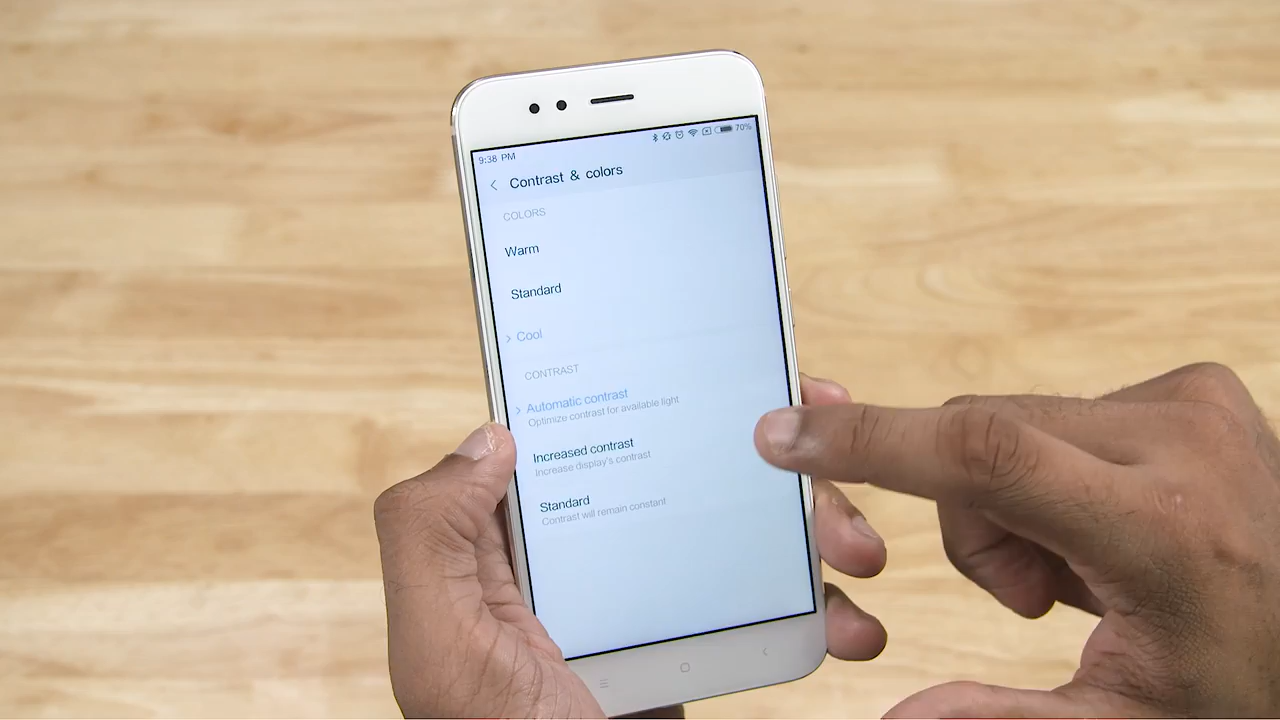 9:38 PM 70%
Contrast & colors
COLORS
Warm
Standard
Cool
CONTRAST
Automatic contrast
Optimize contrast for available light
Increased contrast
Increase display's contrast
Standard
Contrast will remain constant